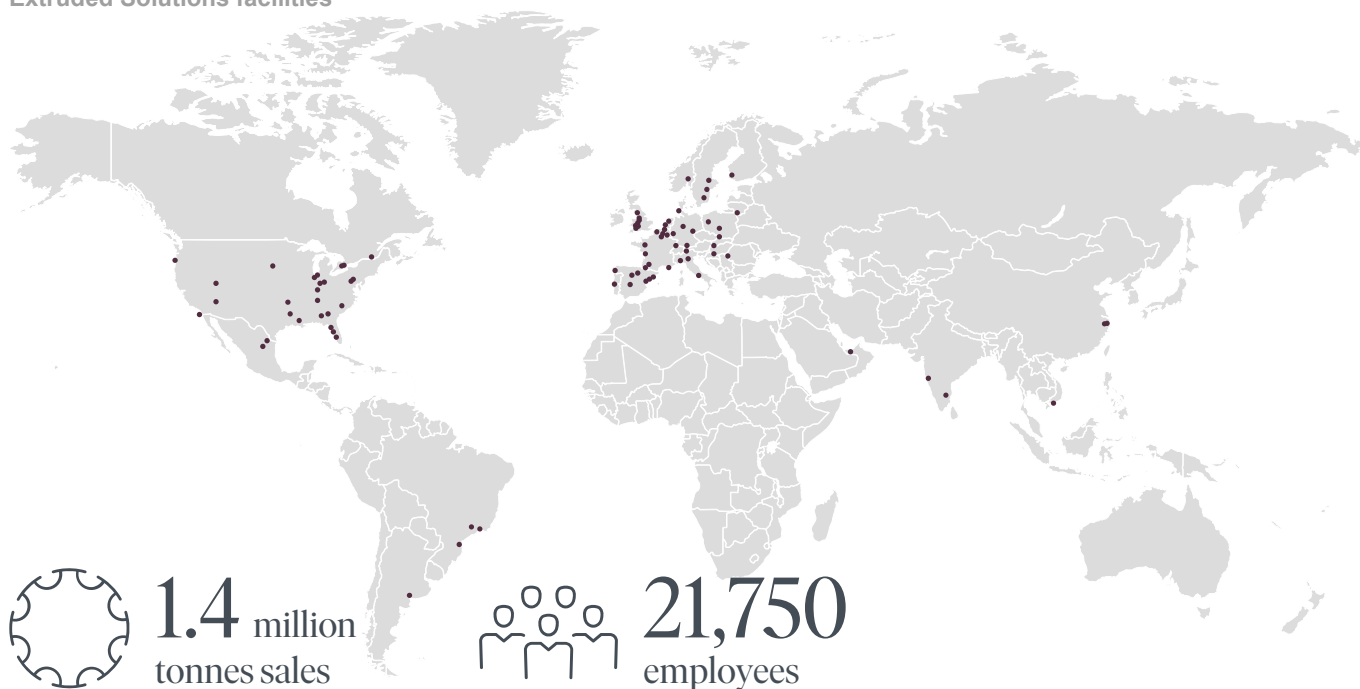 Extruded Solutions facilities
1.4 million
tonnes sales
21,750
employees